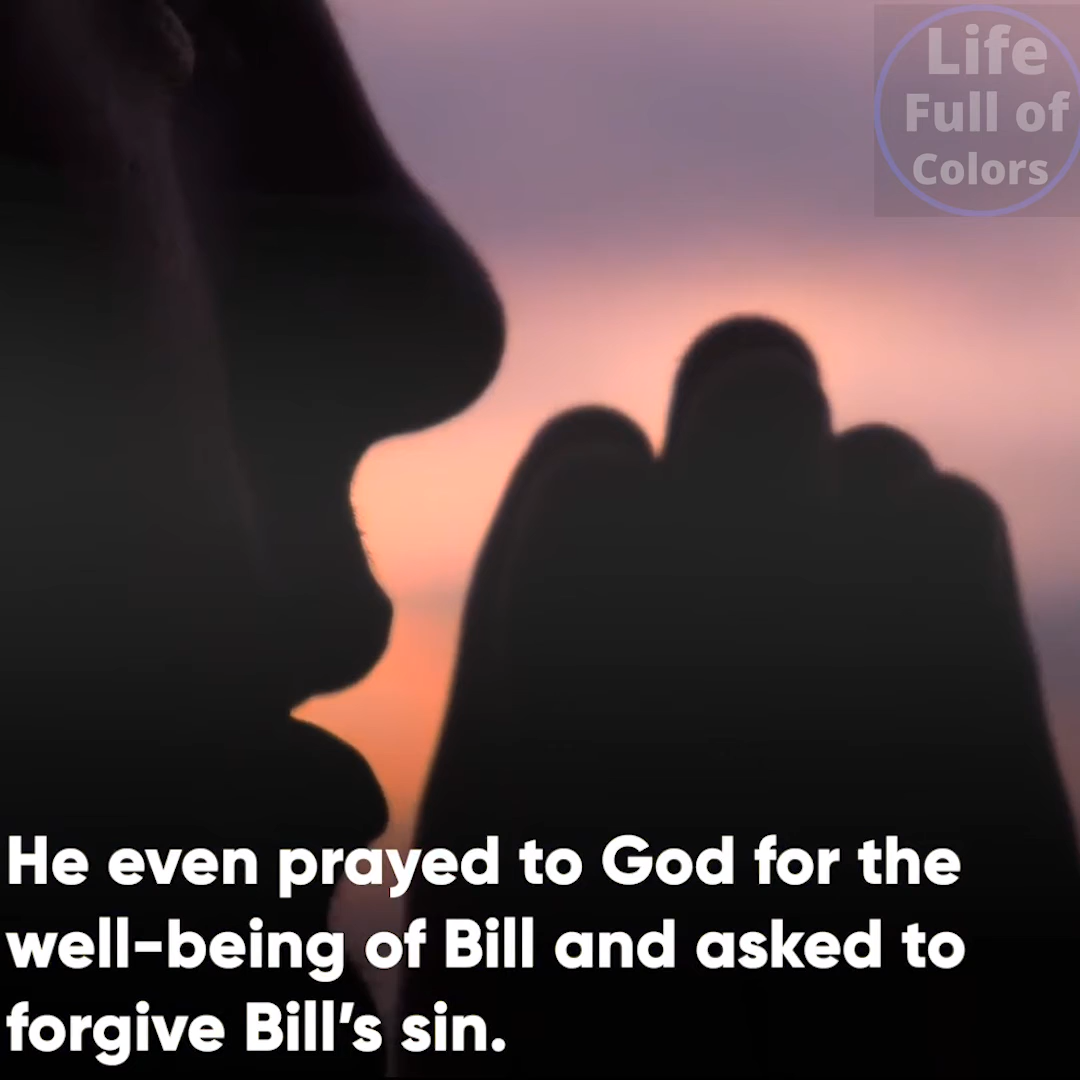 Life
Full of
Colors
He even prayed to God for the
well-being of Bill and asked to
forgive Bill's sin.